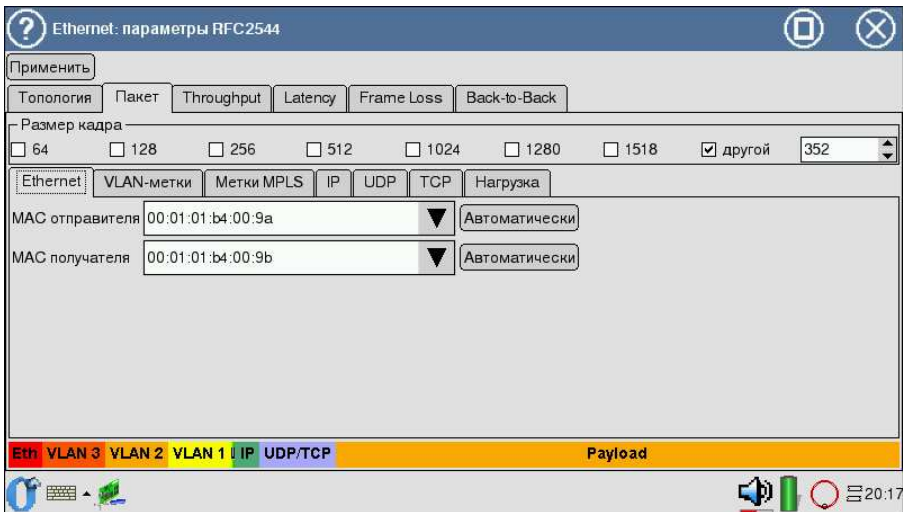 Ethernet: параметры RFC2544
Применить
Топология Пакет Throughput Latency Frame Loss Back-to-Back
Размер кадра
64 128 256 512 1024 1280 1518 другой 352
Ethernet VLAN-метки Метки MPLS IP UDP TCP Нагрузка
MAC отправителя 00:01:01:b4:00:9a Автоматически
MAC получателя 00:01:01:b4:00:9b Автоматически
Eth VLAN 3 VLAN 2 VLAN 1 IP UDP/TCP Payload
20:17